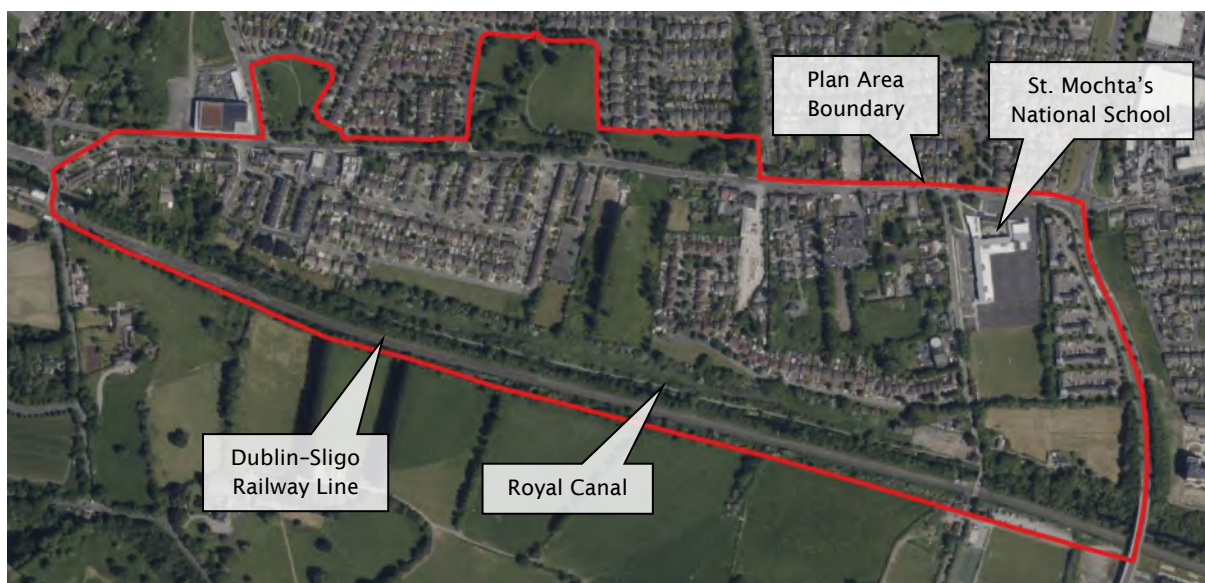 Plan Area
Boundary
St. Mochta's
National School
Dublin–Sligo
Railway Line
Royal Canal